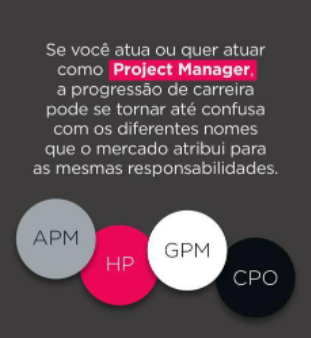 Se você atua ou quer atuar
como Project Manager,
a progressão de carreira
pode se tornar até confusa
com os diferentes nomes
que o mercado atribui para
as mesmas responsabilidades.
APM
HP
GPM
CPO